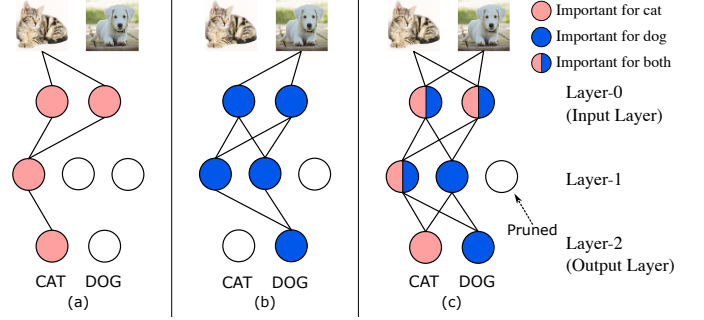 Important for cat
Important for dog
Important for both
Layer-0
(Input Layer)
Layer-1
Pruned
Layer-2
(Output Layer)
CAT DOG
(a)
CAT DOG
(b)
CAT DOG
(c)